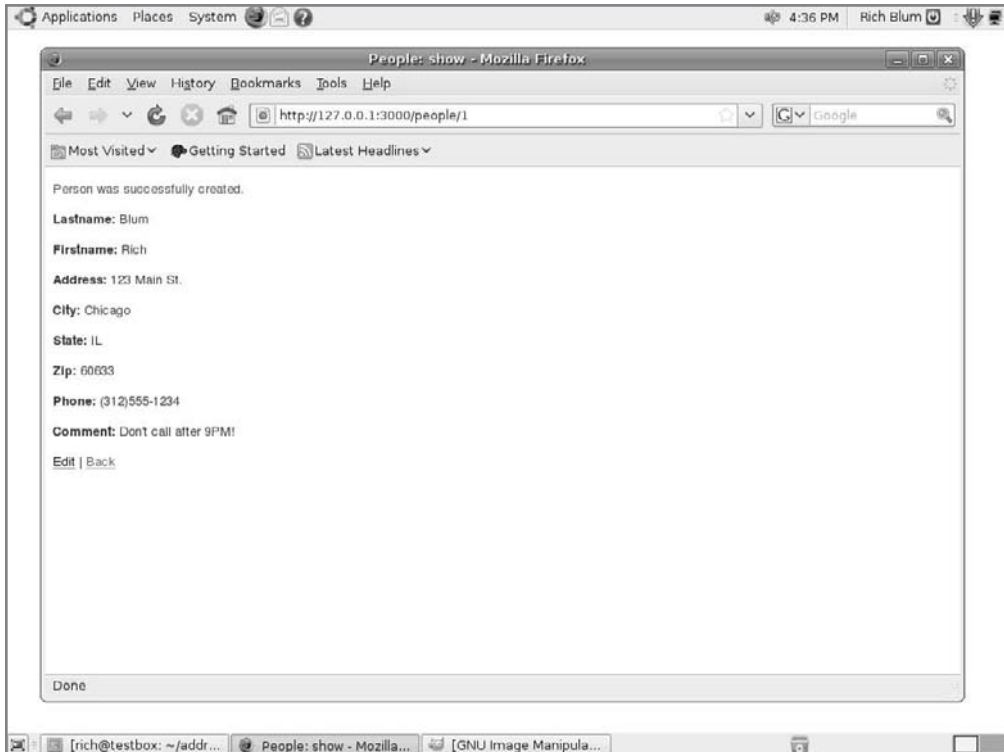 Applications Places System 4:36 PM Rich Blum
People: show - Mozilla Firefox
File Edit View History Bookmarks Tools Help
http://127.0.0.1:3000/people/1 G Google
Most Visited Getting Started Latest Headlines
Person was successfully created.
Lastname: Blum
Firstname: Rich
Address: 123 Main St.
City: Chicago
State: IL
Zip: 60633
Phone: (312)555-1234
Comment: Don't call after 9PM!
Edit | Back
Done
[rich@testbox: ~/addr... People: show - Mozilla... [GNU Image Manipula...